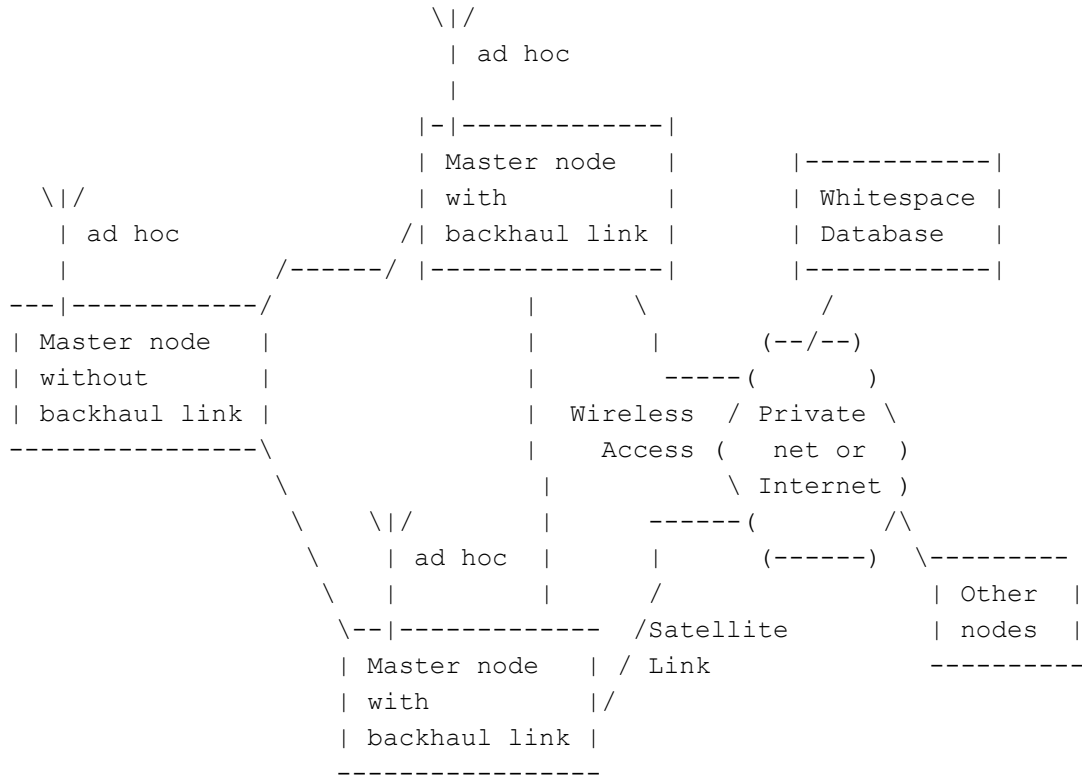 \|/
| ad hoc
|
|-|-------------|
| Master node | |------------|
\|/ | with | | Whitespace |
| ad hoc /| backhaul link | | Database |
| /------/ |---------------| |------------|
---|------------/ | \ /
| Master node | | | (--/--)
| without | | -----( )
| backhaul link | | Wireless / Private \
----------------\ | Access ( net or )
\ | \ Internet )
\ \|/ | ------( /\
\ | ad hoc | | (------) \---------
\ | | / | Other |
\--|------------- /Satellite | nodes |
| Master node | / Link ----------
| with |/
| backhaul link |
-----------------